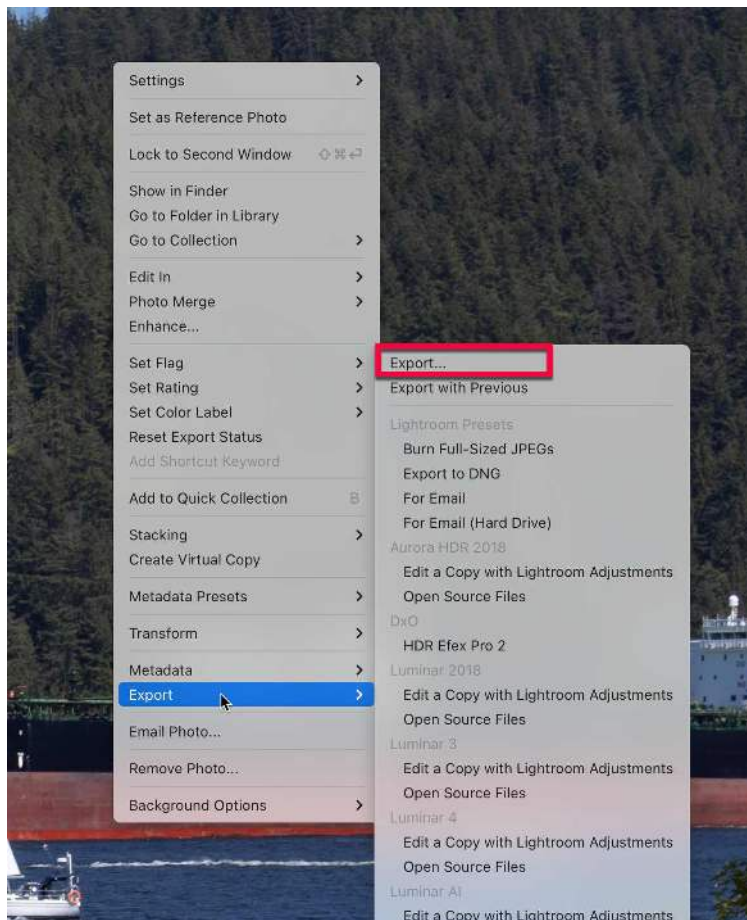 Settings
Set as Reference Photo
Lock to Second Window ⇧⌘↩
Show in Finder
Go to Folder in Library
Go to Collection
Edit In
Photo Merge
Enhance...
Set Flag
Set Rating
Set Color Label
Reset Export Status
Add Shortcut Keyword
Add to Quick Collection B
Stacking
Create Virtual Copy
Metadata Presets
Transform
Metadata
Export
Email Photo...
Remove Photo...
Background Options
Export...
Export with Previous
Lightroom Presets
Burn Full-Sized JPEGs
Export to DNG
For Email
For Email (Hard Drive)
Aurora HDR 2018
Edit a Copy with Lightroom Adjustments
Open Source Files
DxO
HDR Efex Pro 2
Luminar 2018
Edit a Copy with Lightroom Adjustments
Open Source Files
Luminar 3
Edit a Copy with Lightroom Adjustments
Open Source Files
Luminar 4
Edit a Copy with Lightroom Adjustments
Open Source Files
Luminar AI
Edit a Copy with Lightroom Adjustments